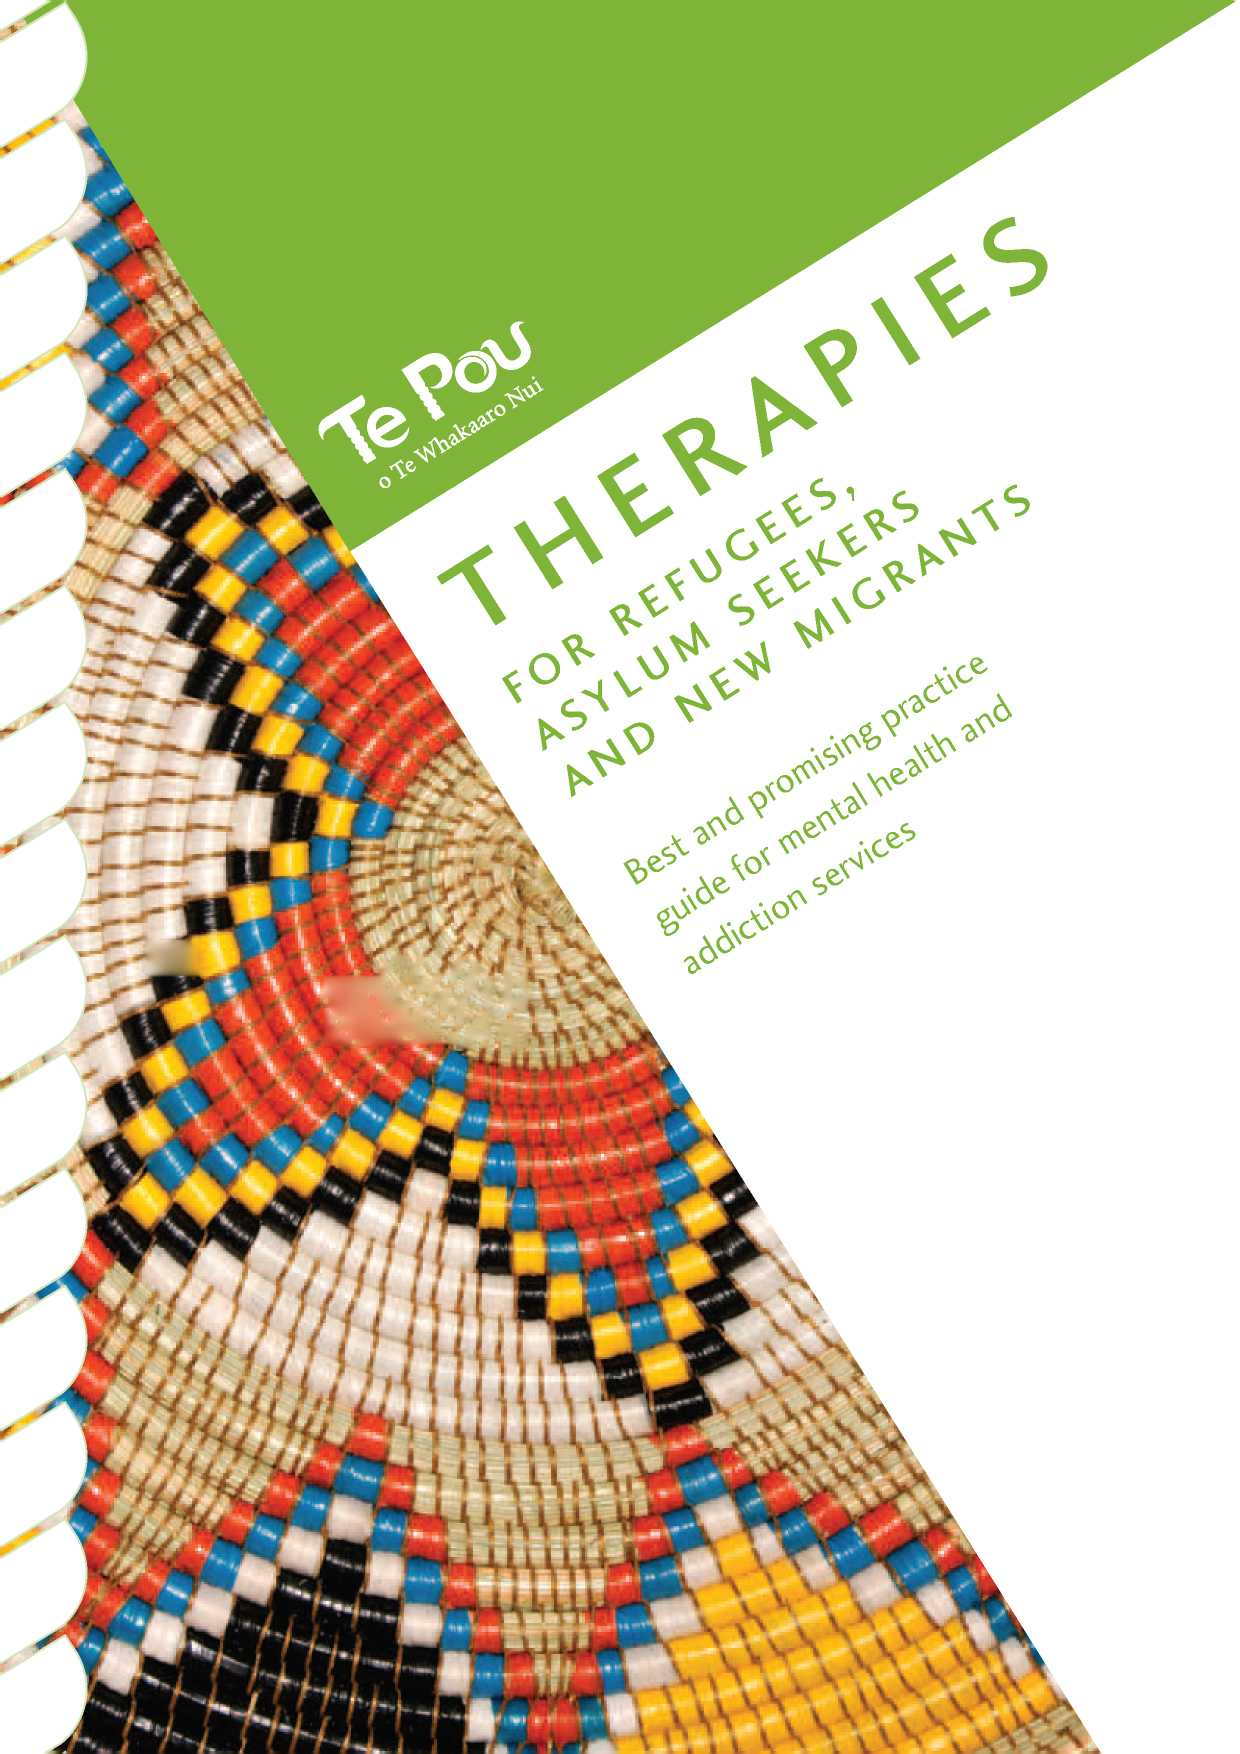 Te Pou
o Te Whakaaro Nui
THERAPIES
FOR REFUGEES,
ASYLUM SEEKERS
AND NEW MIGRANTS
Best and promising practice
guide for mental health and
addiction services